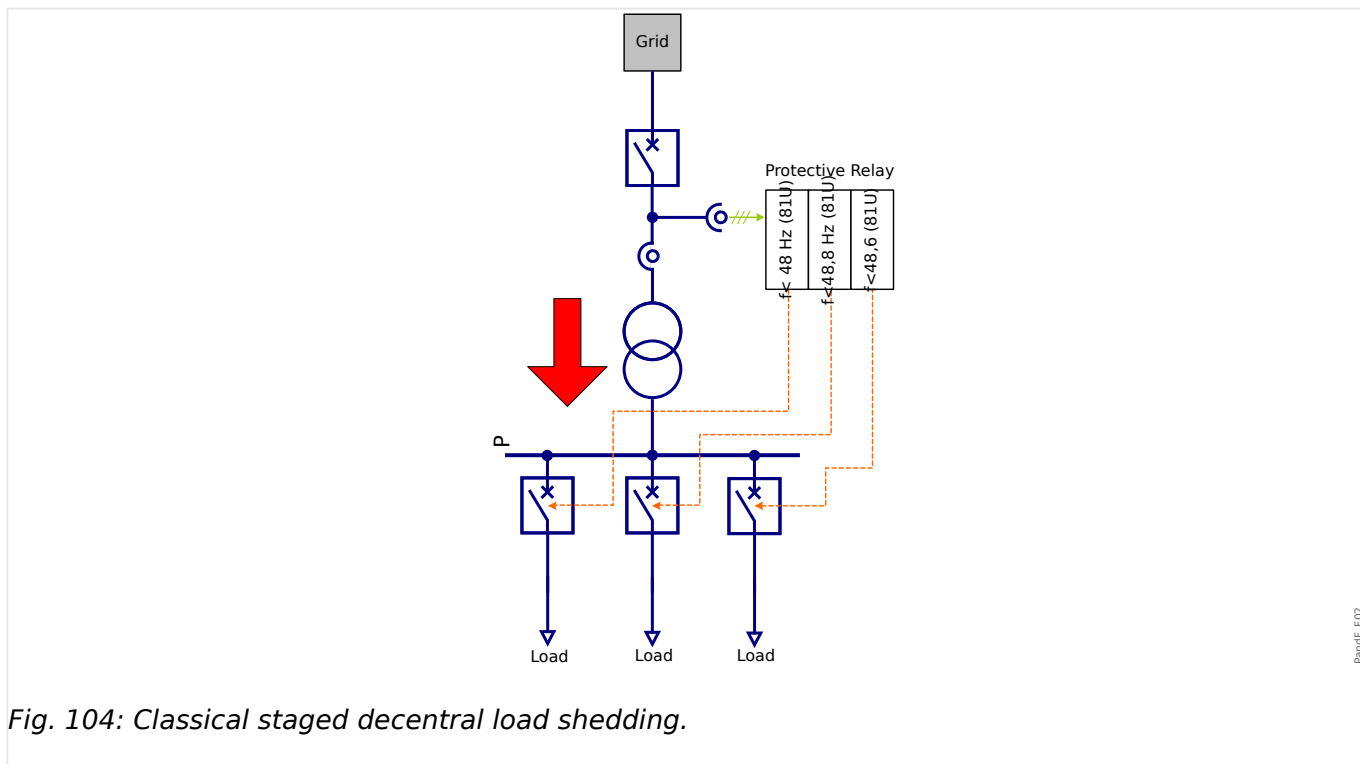 Grid
Protective Relay
f< 48 Hz (81U)
f<48,8 Hz (81U)
f<48,6 (81U)
P
Load
Load
Load
PandF_E02
Fig. 104: Classical staged decentral load shedding.